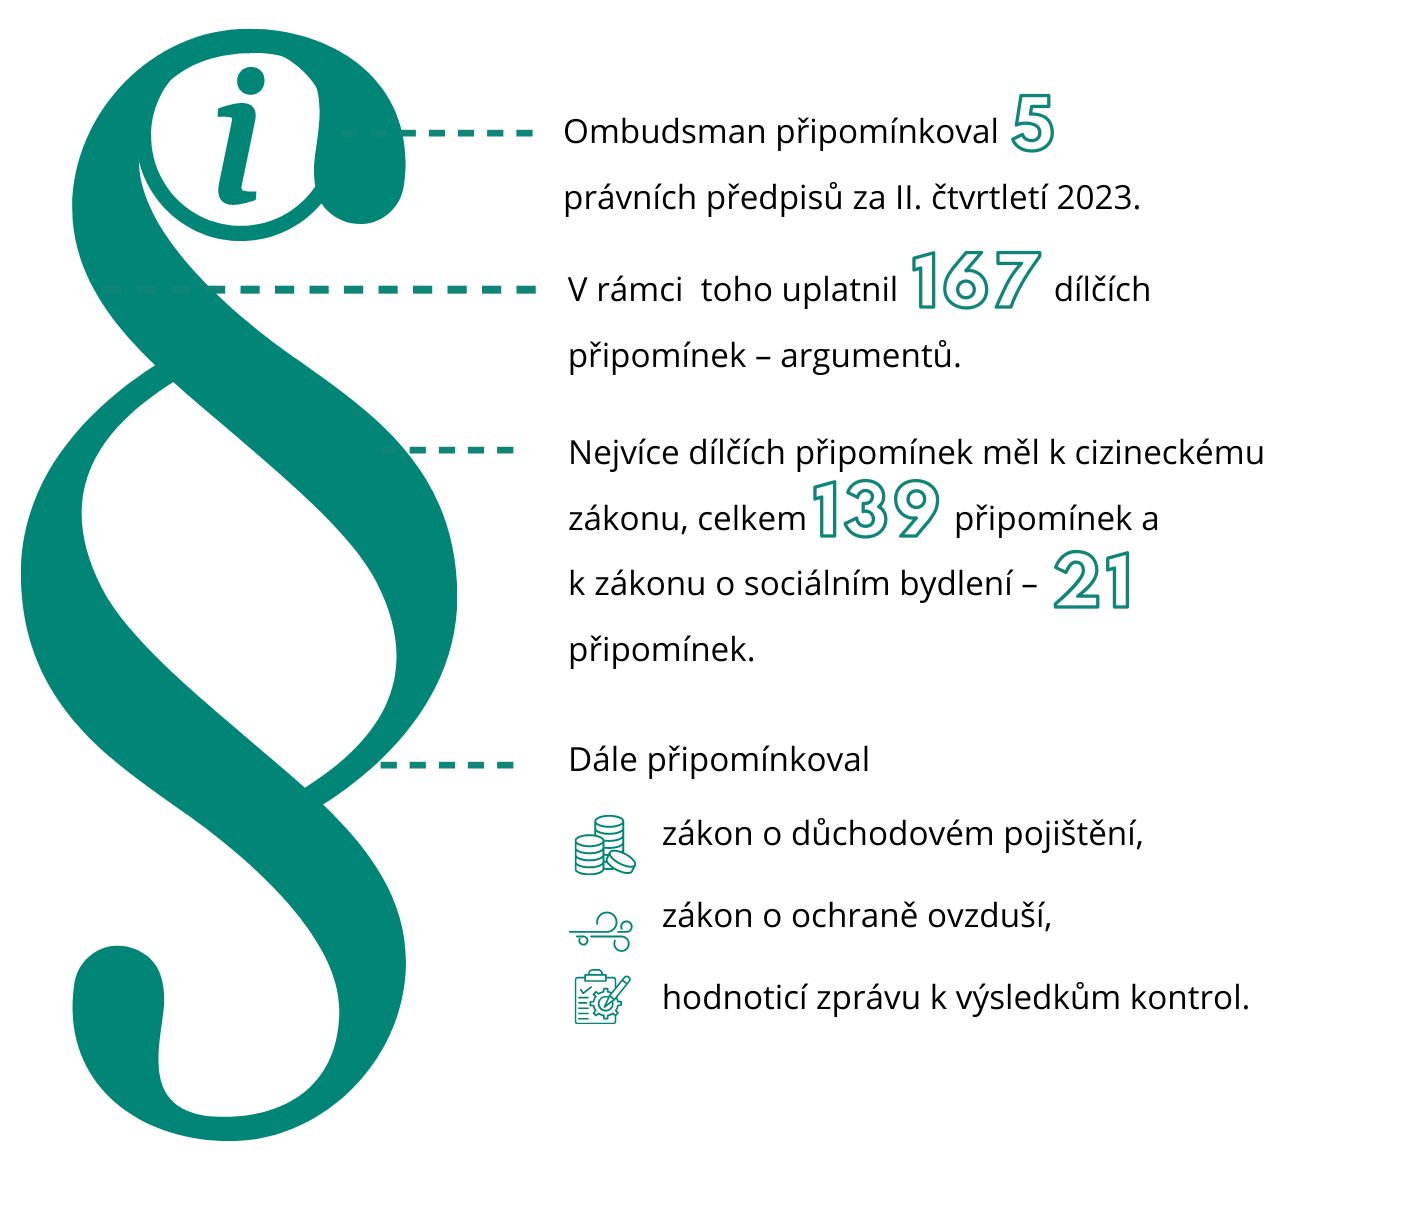 i
Ombudsman připomínkoval 5
právních předpisů za II. čtvrtletí 2023.
V rámci toho uplatnil 167 dílčích
připomínek – argumentů.
Nejvíce dílčích připomínek měl k cizineckému
zákonu, celkem 139 připomínek a
k zákonu o sociálním bydlení – 21
připomínek.
Dále připomínkoval
zákon o důchodovém pojištění,
zákon o ochraně ovzduší,
hodnoticí zprávu k výsledkům kontrol.